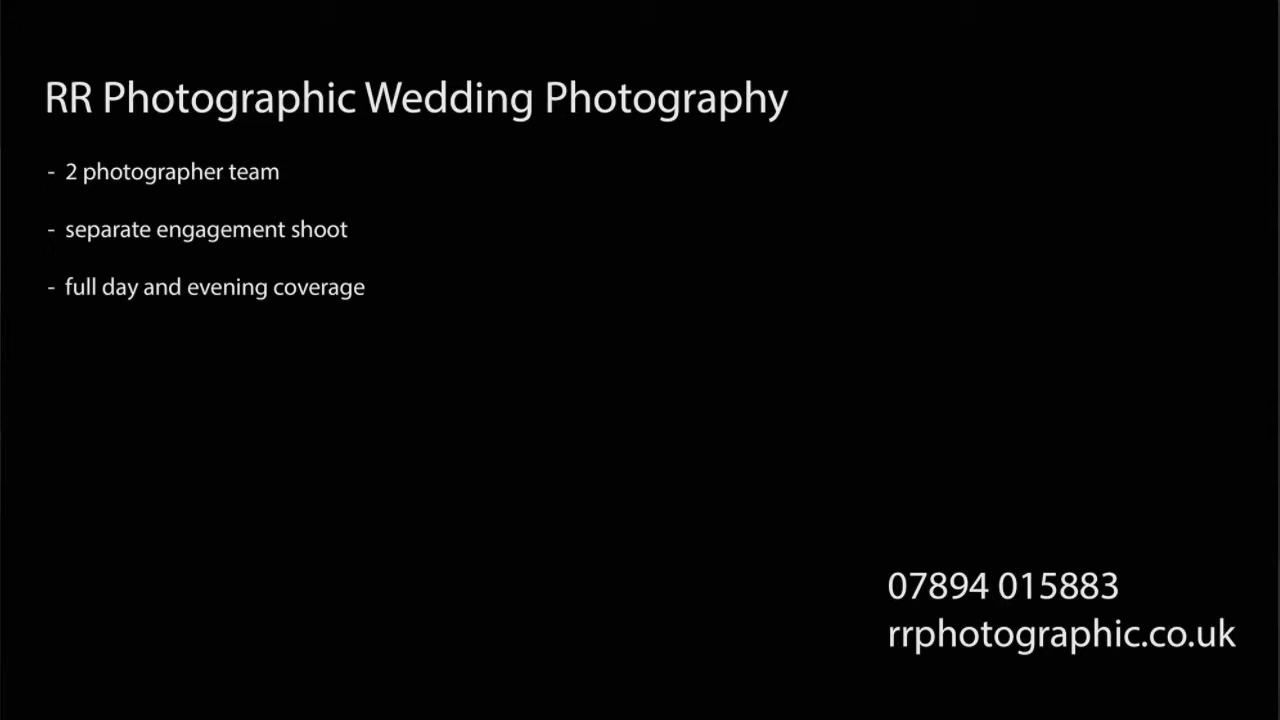 RR Photographic Wedding Photography
- 2 photographer team
- separate engagement shoot
- full day and evening coverage
07894 015883
rrphotographic.co.uk